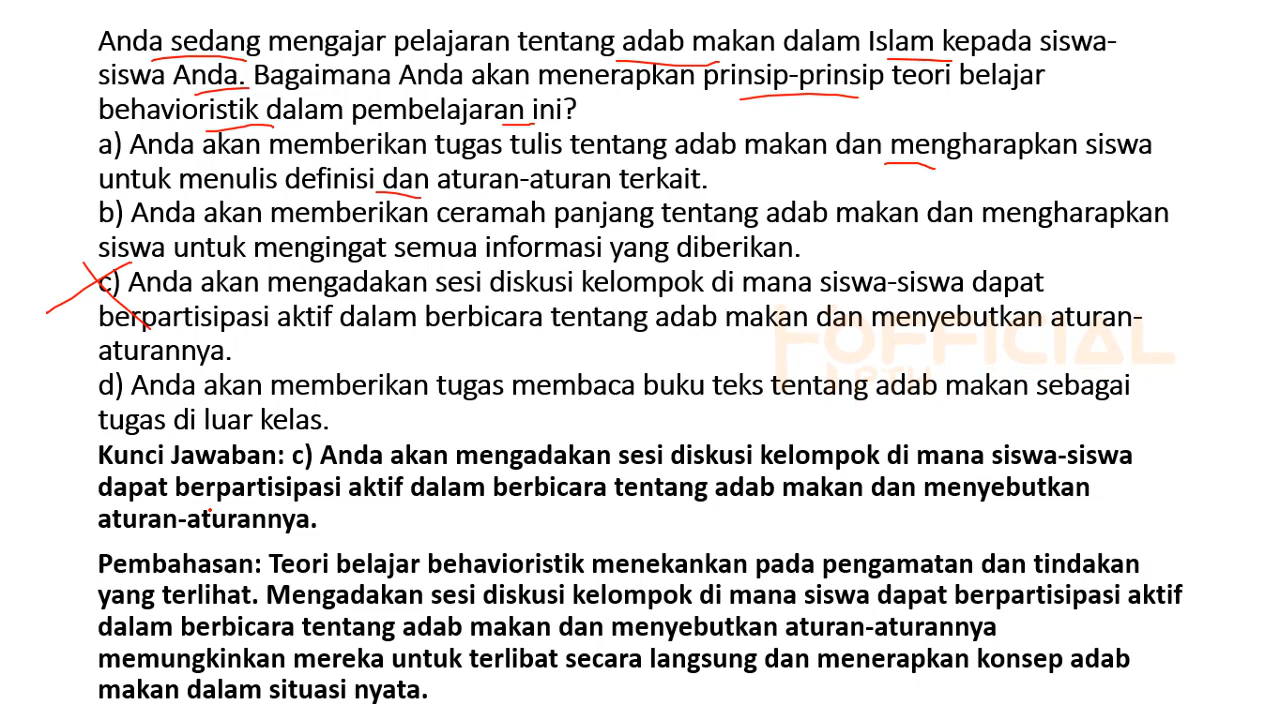 Anda sedang mengajar pelajaran tentang adab makan dalam Islam kepada siswa-
siswa Anda. Bagaimana Anda akan menerapkan prinsip-prinsip teori belajar
behavioristik dalam pembelajaran ini?
a) Anda akan memberikan tugas tulis tentang adab makan dan mengharapkan siswa
untuk menulis definisi dan aturan-aturan terkait.
b) Anda akan memberikan ceramah panjang tentang adab makan dan mengharapkan
siswa untuk mengingat semua informasi yang diberikan.
c) Anda akan mengadakan sesi diskusi kelompok di mana siswa-siswa dapat
berpartisipasi aktif dalam berbicara tentang adab makan dan menyebutkan aturan-
aturannya.
OFFICIAL
d) Anda akan memberikan tugas membaca buku teks tentang adab makan sebagai
tugas di luar kelas.
Kunci Jawaban: c) Anda akan mengadakan sesi diskusi kelompok di mana siswa-siswa
dapat berpartisipasi aktif dalam berbicara tentang adab makan dan menyebutkan
aturan-aturannya.
Pembahasan: Teori belajar behavioristik menekankan pada pengamatan dan tindakan
yang terlihat. Mengadakan sesi diskusi kelompok di mana siswa dapat berpartisipasi aktif
dalam berbicara tentang adab makan dan menyebutkan aturan-aturannya
memungkinkan mereka untuk terlibat secara langsung dan menerapkan konsep adab
makan dalam situasi nyata.